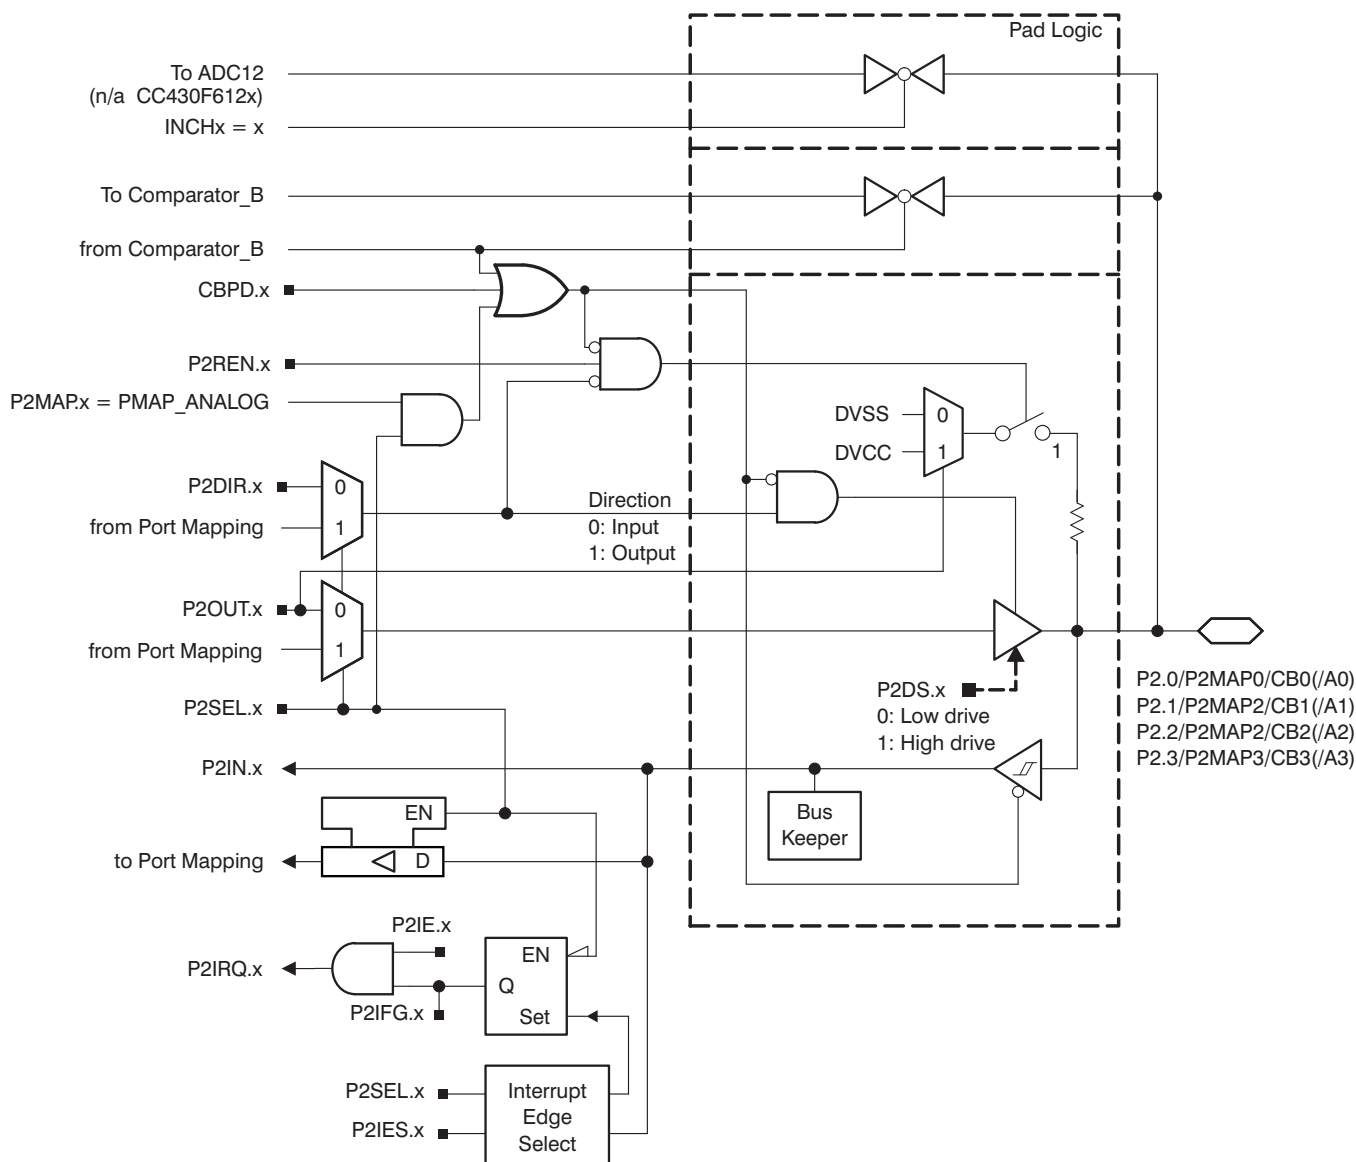 Pad Logic
To ADC12
(n/a CC430F612x)
INCHx = x
To Comparator_B
from Comparator_B
CBPD.x
P2REN.x
P2MAP.x = PMAP_ANALOG
DVSS
0
DVCC
1
1
P2DIR.x
0
from Port Mapping
1
Direction
0: Input
1: Output
P2OUT.x
0
from Port Mapping
1
P2SEL.x
P2DS.x
0: Low drive
1: High drive
P2.0/P2MAP0/CB0(/A0)
P2.1/P2MAP2/CB1(/A1)
P2.2/P2MAP2/CB2(/A2)
P2.3/P2MAP3/CB3(/A3)
P2IN.x
Bus
Keeper
EN
to Port Mapping
D
P2IE.x
P2IRQ.x
EN
Q
P2IFG.x
Set
P2SEL.x
P2IES.x
Interrupt
Edge
Select